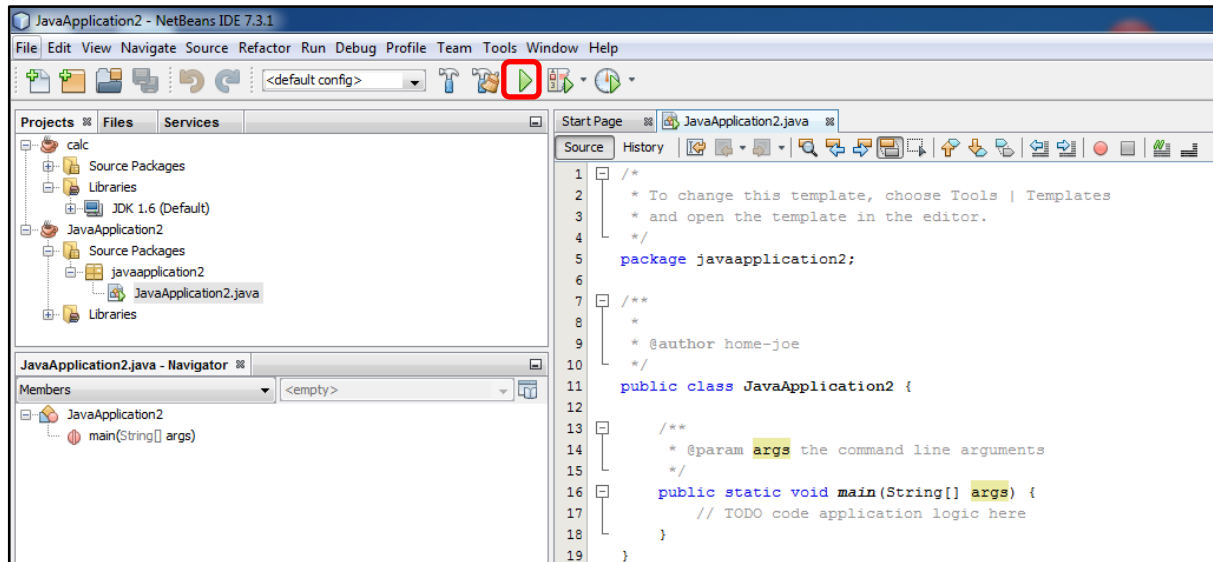 JavaApplication2 - NetBeans IDE 7.3.1
File Edit View Navigate Source Refactor Run Debug Profile Team Tools Window Help
<default config>
Projects Files Services
calc
Source Packages
Libraries
JDK 1.6 (Default)
JavaApplication2
Source Packages
javaapplication2
JavaApplication2.java
Libraries
JavaApplication2.java - Navigator
Members <empty>
JavaApplication2
main(String[] args)
Start Page JavaApplication2.java
Source History
1 /*
2 * To change this template, choose Tools | Templates
3 * and open the template in the editor.
4 */
5 package javaapplication2;
6
7 /**
8 *
9 * @author home-joe
10 */
11 public class JavaApplication2 {
12
13 /**
14 * @param args the command line arguments
15 */
16 public static void main(String[] args) {
17 // TODO code application logic here
18 }
19 }